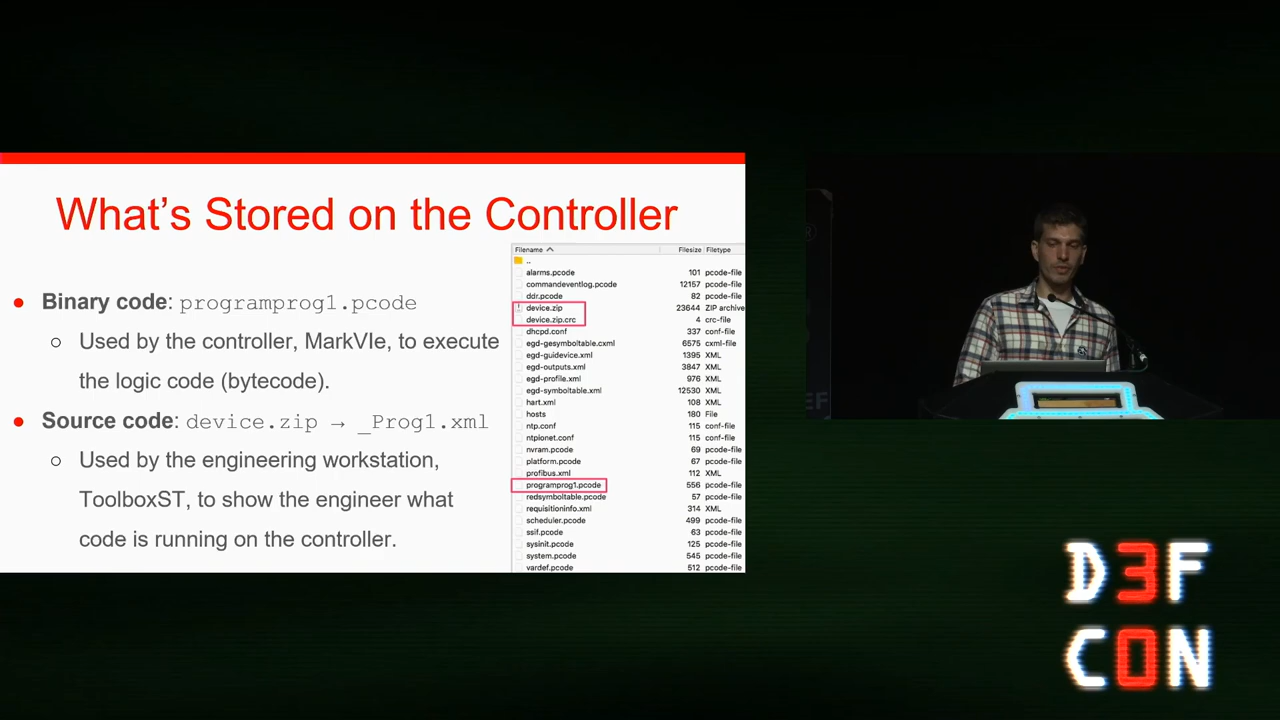 What's Stored on the Controller
● Binary code: programprog1.pcode
○ Used by the controller, MarkVIe, to execute
the logic code (bytecode).
● Source code: device.zip → _Prog1.xml
○ Used by the engineering workstation,
ToolboxST, to show the engineer what
code is running on the controller.
Filename Filesize Filetype
..
alarms.pcode 101 pcode-file
commandeventlog.pcode 12157 pcode-file
ddr.pcode 82 pcode-file
device.zip 23644 ZIP archive
device.zip.crc 4 crc-file
dhcpd.conf 337 conf-file
egd-gesymboltable.cxml 6575 cxml-file
egd-guidevice.xml 1395 XML
egd-outputs.xml 3847 XML
egd-profile.xml 976 XML
egd-symboltable.xml 12530 XML
hart.xml 108 XML
hosts 180 File
ntp.conf 115 conf-file
ntpionet.conf 115 conf-file
nvram.pcode 69 pcode-file
platform.pcode 67 pcode-file
profibus.xml 112 XML
programprog1.pcode 556 pcode-file
redsymboltable.pcode 57 pcode-file
requisitioninfo.xml 314 XML
scheduler.pcode 499 pcode-file
ssif.pcode 63 pcode-file
sysinit.pcode 125 pcode-file
system.pcode 545 pcode-file
vardef.pcode 512 pcode-file
EF
D3F
C0N